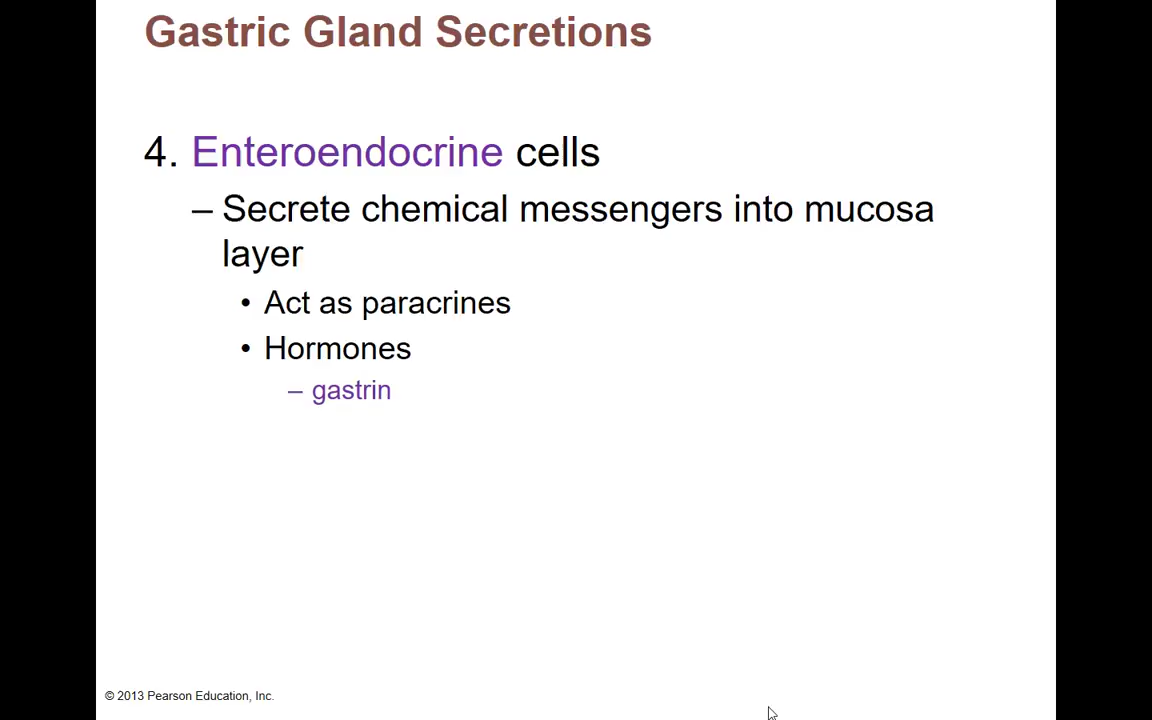 Gastric Gland Secretions
4. Enteroendocrine cells
– Secrete chemical messengers into mucosa
layer
• Act as paracrines
• Hormones
– gastrin
© 2013 Pearson Education, Inc.